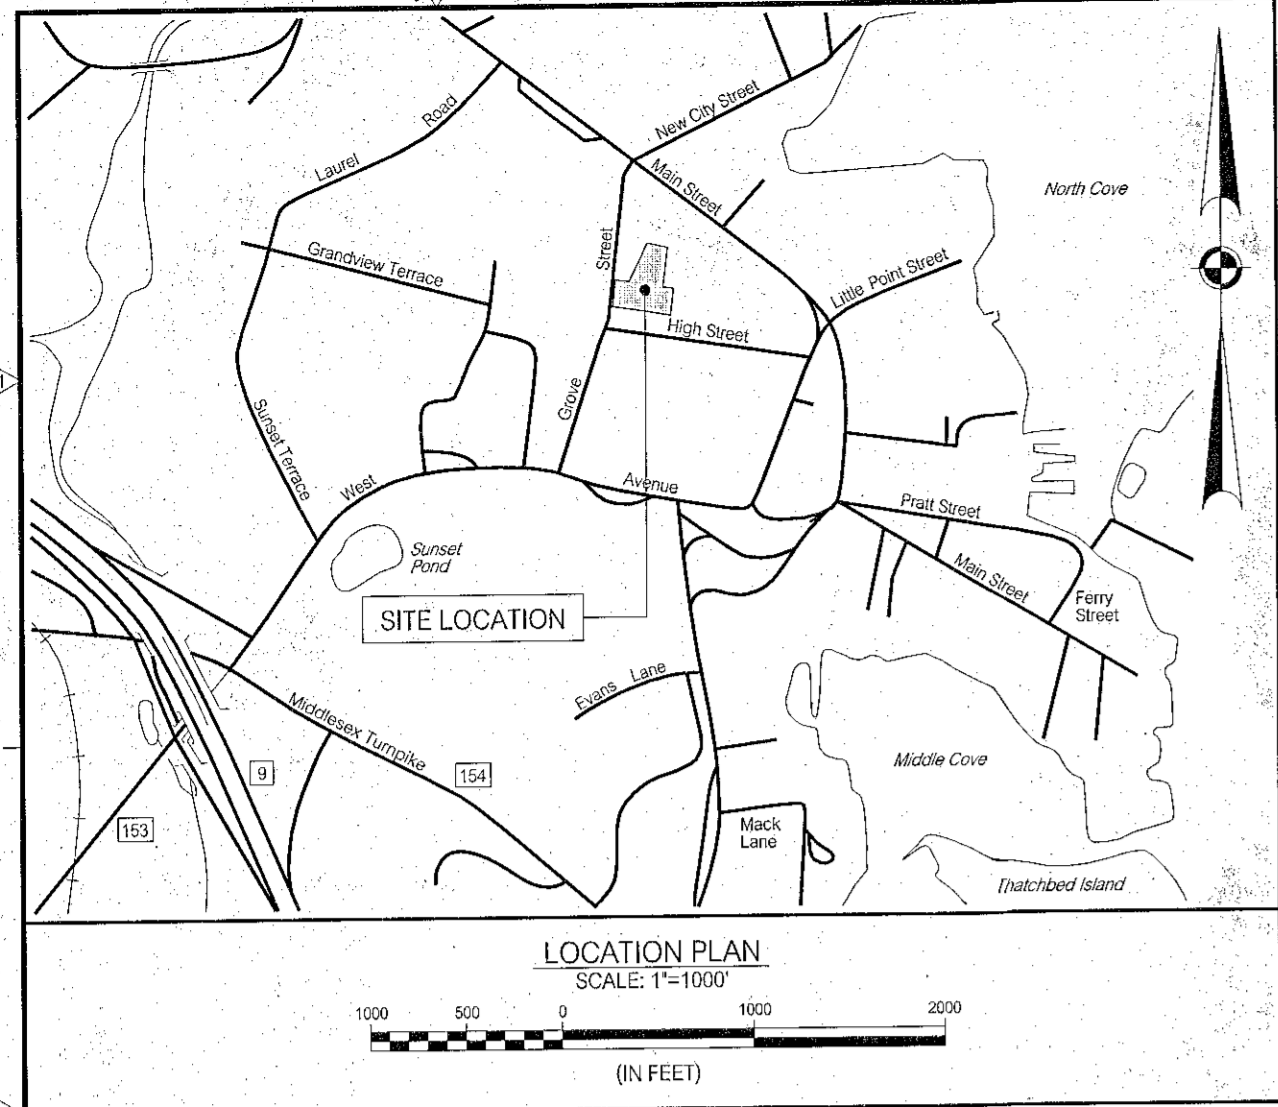 New City Street
Road
Laurel
Main Street
North Cove
Street
Grandview Terrace
Little Point Street
High Street
Grove
Sunset Terrace
West
Avenue
Pratt Street
Sunset
Pond
Main Street
Ferry
Street
SITE LOCATION
Evans Lane
Middlesex Turnpike
Middle Cove
9
154
153
Mack
Lane
Thatchbed Island
LOCATION PLAN
SCALE: 1"=1000'
1000 500 0 1000 2000
(IN FEET)